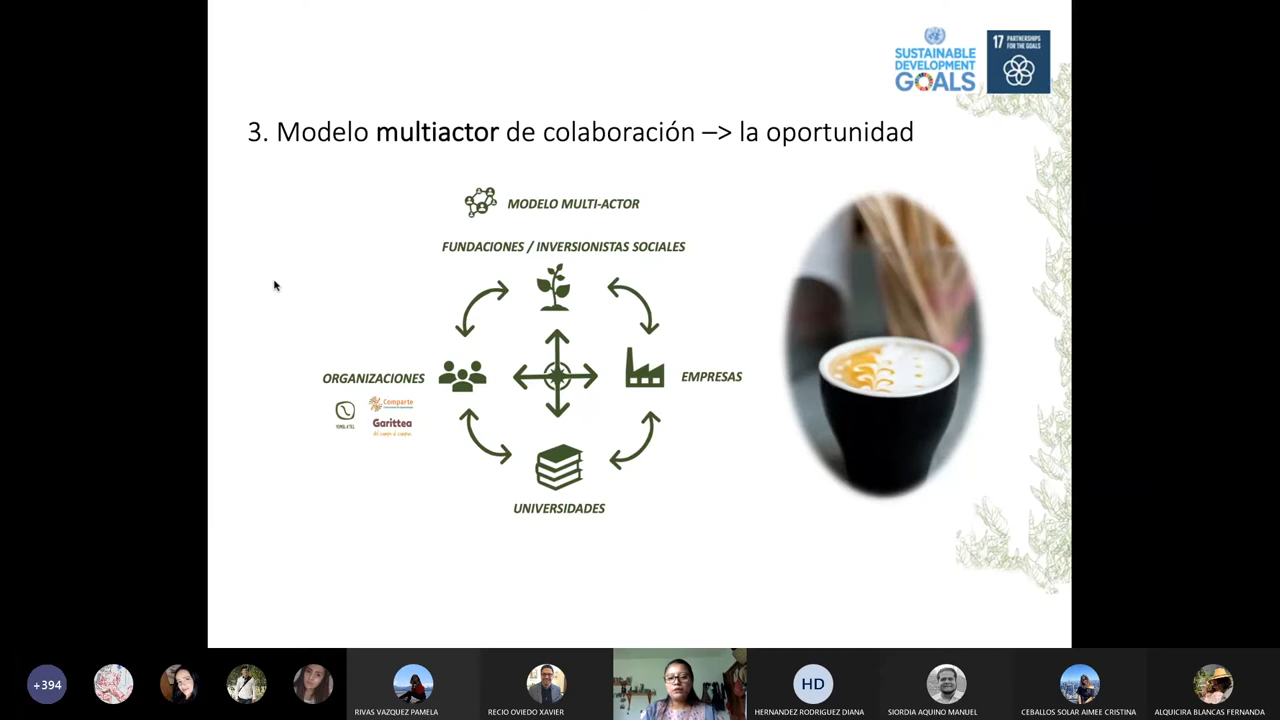 SUSTAINABLE
DEVELOPMENT
GOALS
17 PARTNERSHIPS
FOR THE GOALS
3. Modelo multiactor de colaboración –> la oportunidad
MODELO MULTI-ACTOR
FUNDACIONES / INVERSIONISTAS SOCIALES
ORGANIZACIONES
EMPRESAS
Comparte
Garittea
UNIVERSIDADES
+394
RIVAS VAZQUEZ PAMELA
RECIO OVIEDO XAVIER
HD
HERNANDEZ RODRIGUEZ DIANA
SIORDIA AQUINO MANUEL
CEBALLOS SOLAR AIMEE CRISTINA
ALQUICIRA BLANCAS FERNANDA